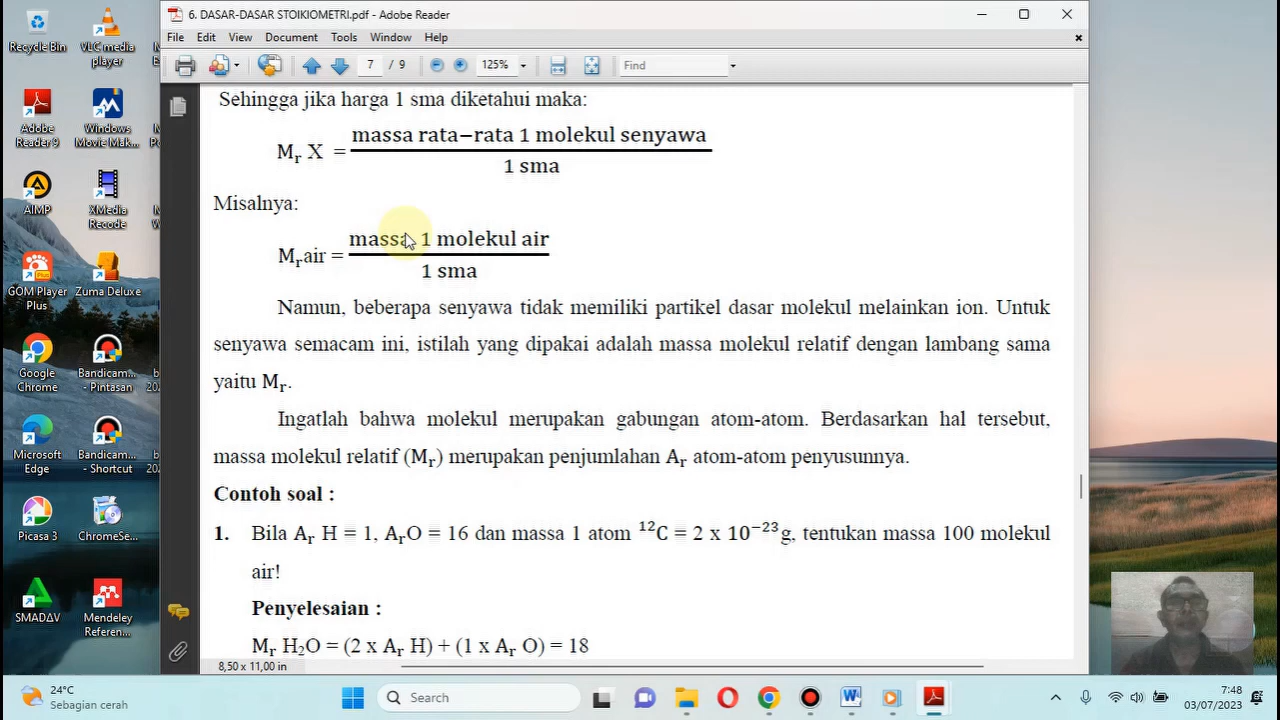 6. DASAR-DASAR STOIKIOMETRI.pdf - Adobe Reader
File Edit View Document Tools Window Help
7 / 9 125% Find
Sehingga jika harga 1 sma diketahui maka:
Mr X = massa rata−rata 1 molekul senyawa
1 sma
Misalnya:
Mr air = massa 1 molekul air
1 sma
Namun, beberapa senyawa tidak memiliki partikel dasar molekul melainkan ion. Untuk
senyawa semacam ini, istilah yang dipakai adalah massa molekul relatif dengan lambang sama
yaitu Mr.
Ingatlah bahwa molekul merupakan gabungan atom-atom. Berdasarkan hal tersebut,
massa molekul relatif (Mr) merupakan penjumlahan Ar atom-atom penyusunnya.
Contoh soal :
1. Bila Ar H = 1, ArO = 16 dan massa 1 atom ¹²C = 2 x 10⁻²³g, tentukan massa 100 molekul
air!
Penyelesaian :
Mr H₂O = (2 x Ar H) + (1 x Ar O) = 18
8,50 x 11,00 in
Recycle Bin
VLC media
player
Adobe
Reader 9
Windows
Movie Mak...
AIMP
XMedia
Recode
GOM Player
Plus
Zuma Deluxe
Google
Chrome
Bandicam...
- Pintasan
Microsoft
Edge
Bandicam...
- Shortcut
Picasa 3
ChromeSe...
SMADΔV
Mendeley
Referen...
24°C
Sebagian cerah
Search
7:48
03/07/2023